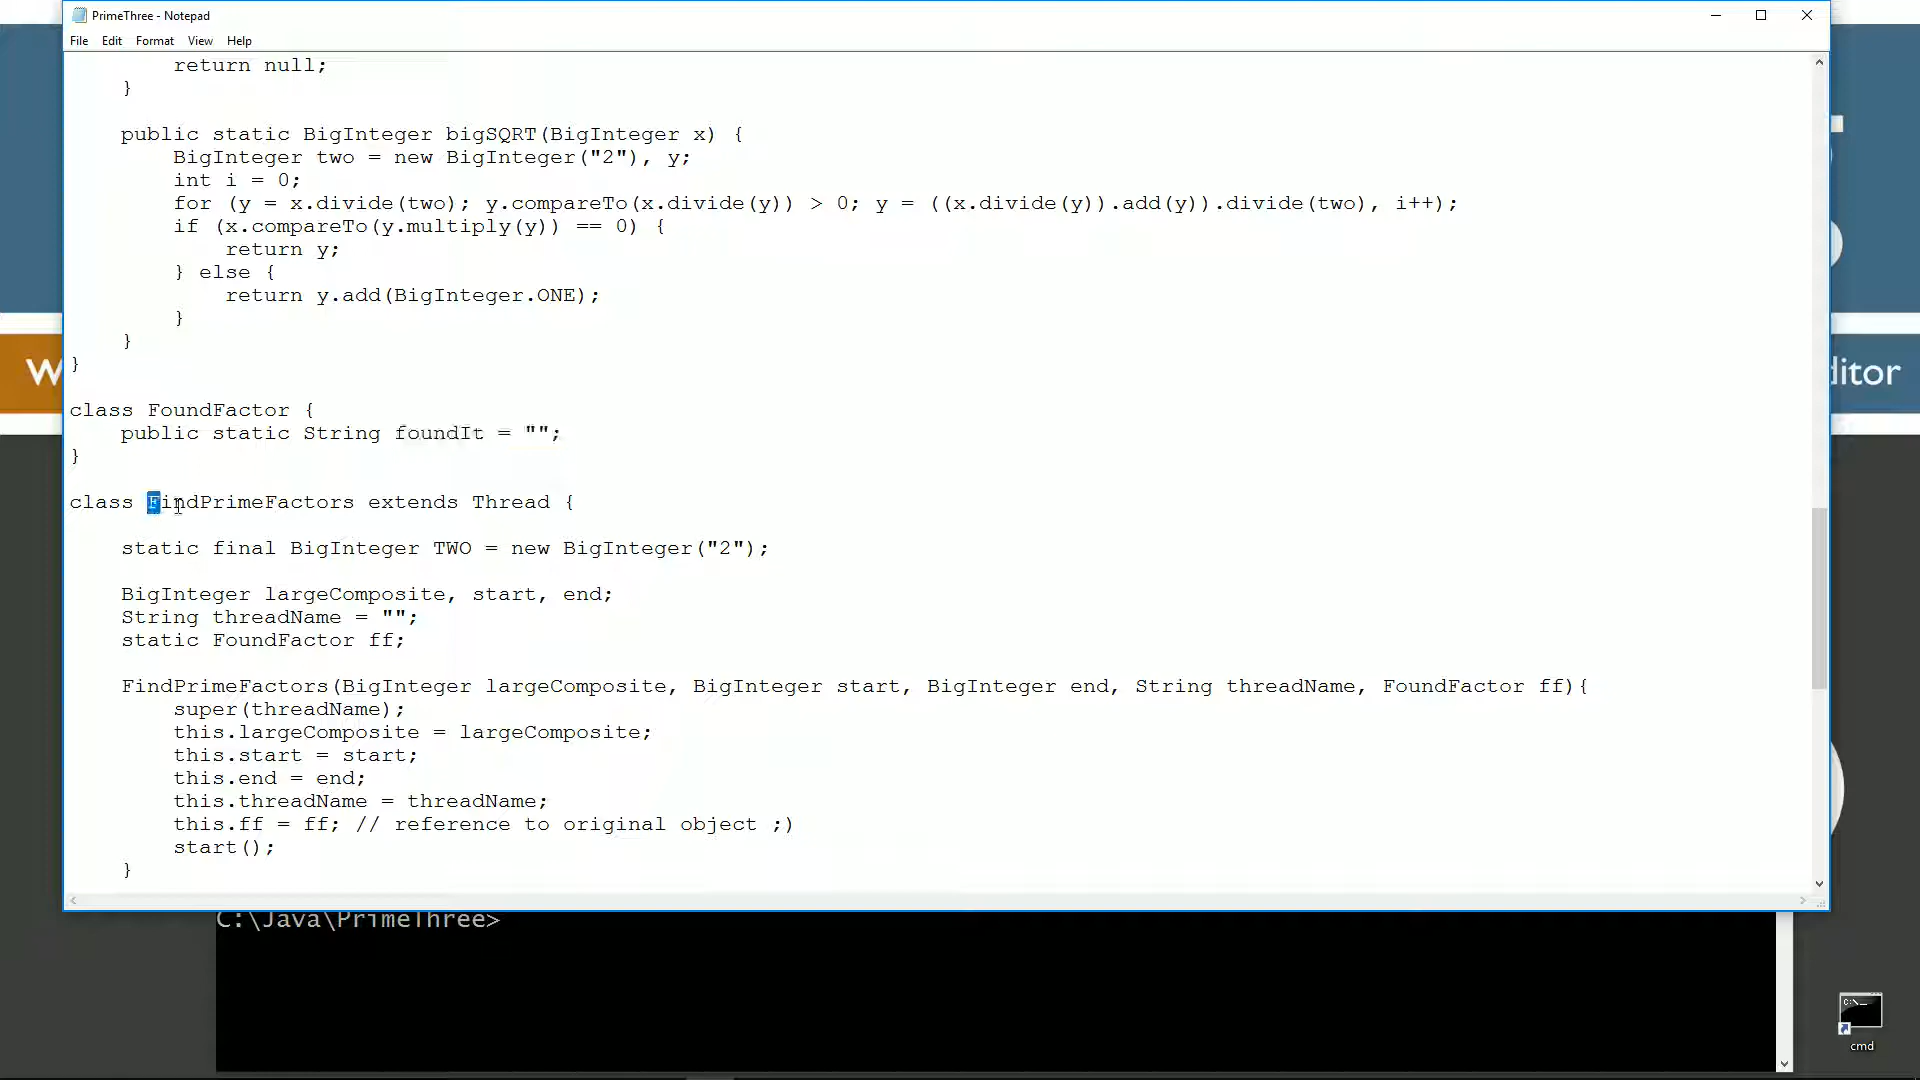 PrimeThree - Notepad
File Edit Format View Help
return null;
}
public static BigInteger bigSQRT(BigInteger x) {
BigInteger two = new BigInteger("2"), y;
int i = 0;
for (y = x.divide(two); y.compareTo(x.divide(y)) > 0; y = ((x.divide(y)).add(y)).divide(two), i++);
if (x.compareTo(y.multiply(y)) == 0) {
return y;
} else {
return y.add(BigInteger.ONE);
}
}
}
class FoundFactor {
public static String foundIt = "";
}
class FindPrimeFactors extends Thread {
static final BigInteger TWO = new BigInteger("2");
BigInteger largeComposite, start, end;
String threadName = "";
static FoundFactor ff;
FindPrimeFactors(BigInteger largeComposite, BigInteger start, BigInteger end, String threadName, FoundFactor ff){
super(threadName);
this.largeComposite = largeComposite;
this.start = start;
this.end = end;
this.threadName = threadName;
this.ff = ff; // reference to original object ;)
start();
}
C:\Java\PrimeThree>
cmd